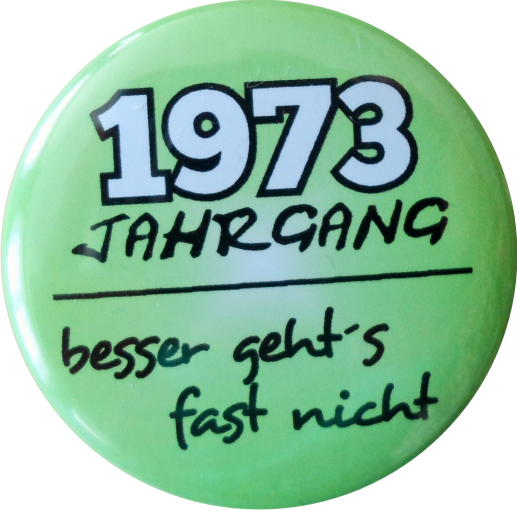 1973
JAHRGANG
besser geht´s
fast nicht